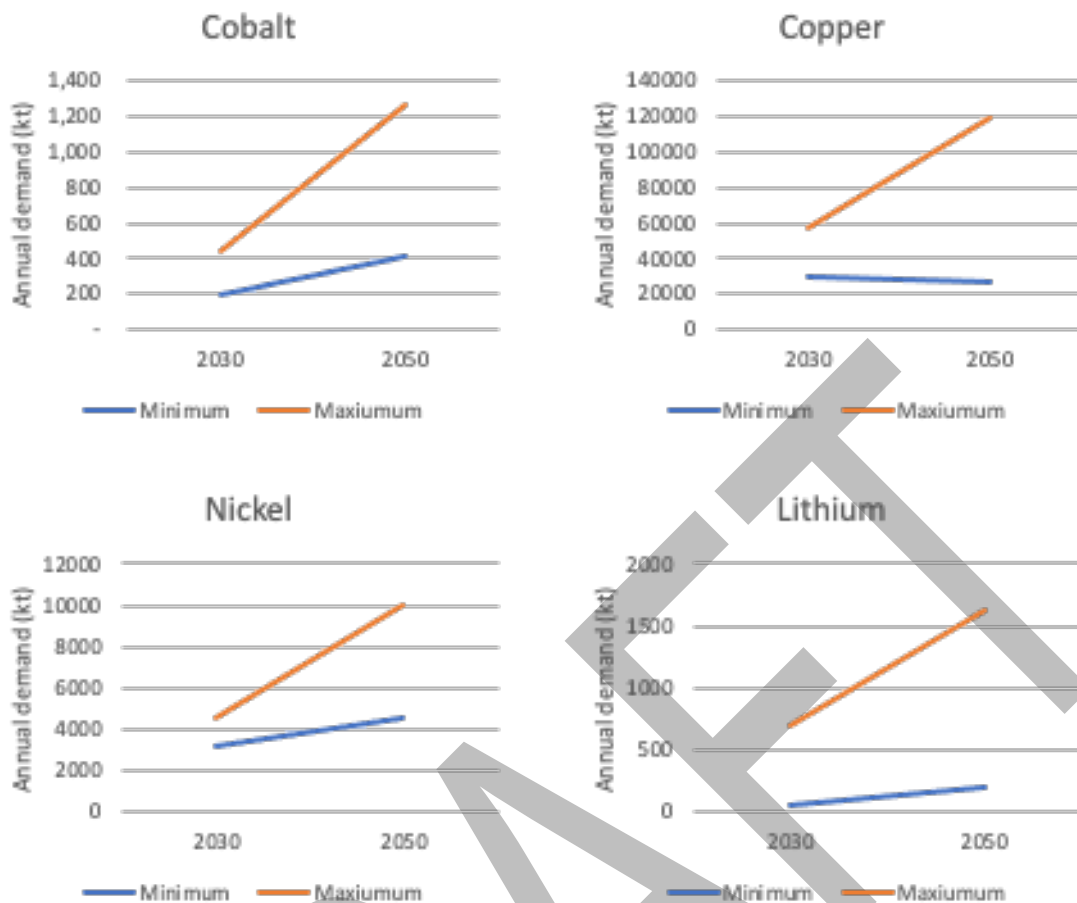 Cobalt
Annual demand (kt)
1,400
1,200
1,000
800
600
400
200
-
2030 2050
Minimum Maxiumum
Copper
Annual demand (kt)
140000
120000
100000
80000
60000
40000
20000
0
2030 2050
Minimum Maxiumum
Nickel
Annual demand (kt)
12000
10000
8000
6000
4000
2000
0
2030 2050
Minimum Maxiumum
Lithium
Annual demand (kt)
2000
1500
1000
500
0
2030 2050
Minimum Maxiumum